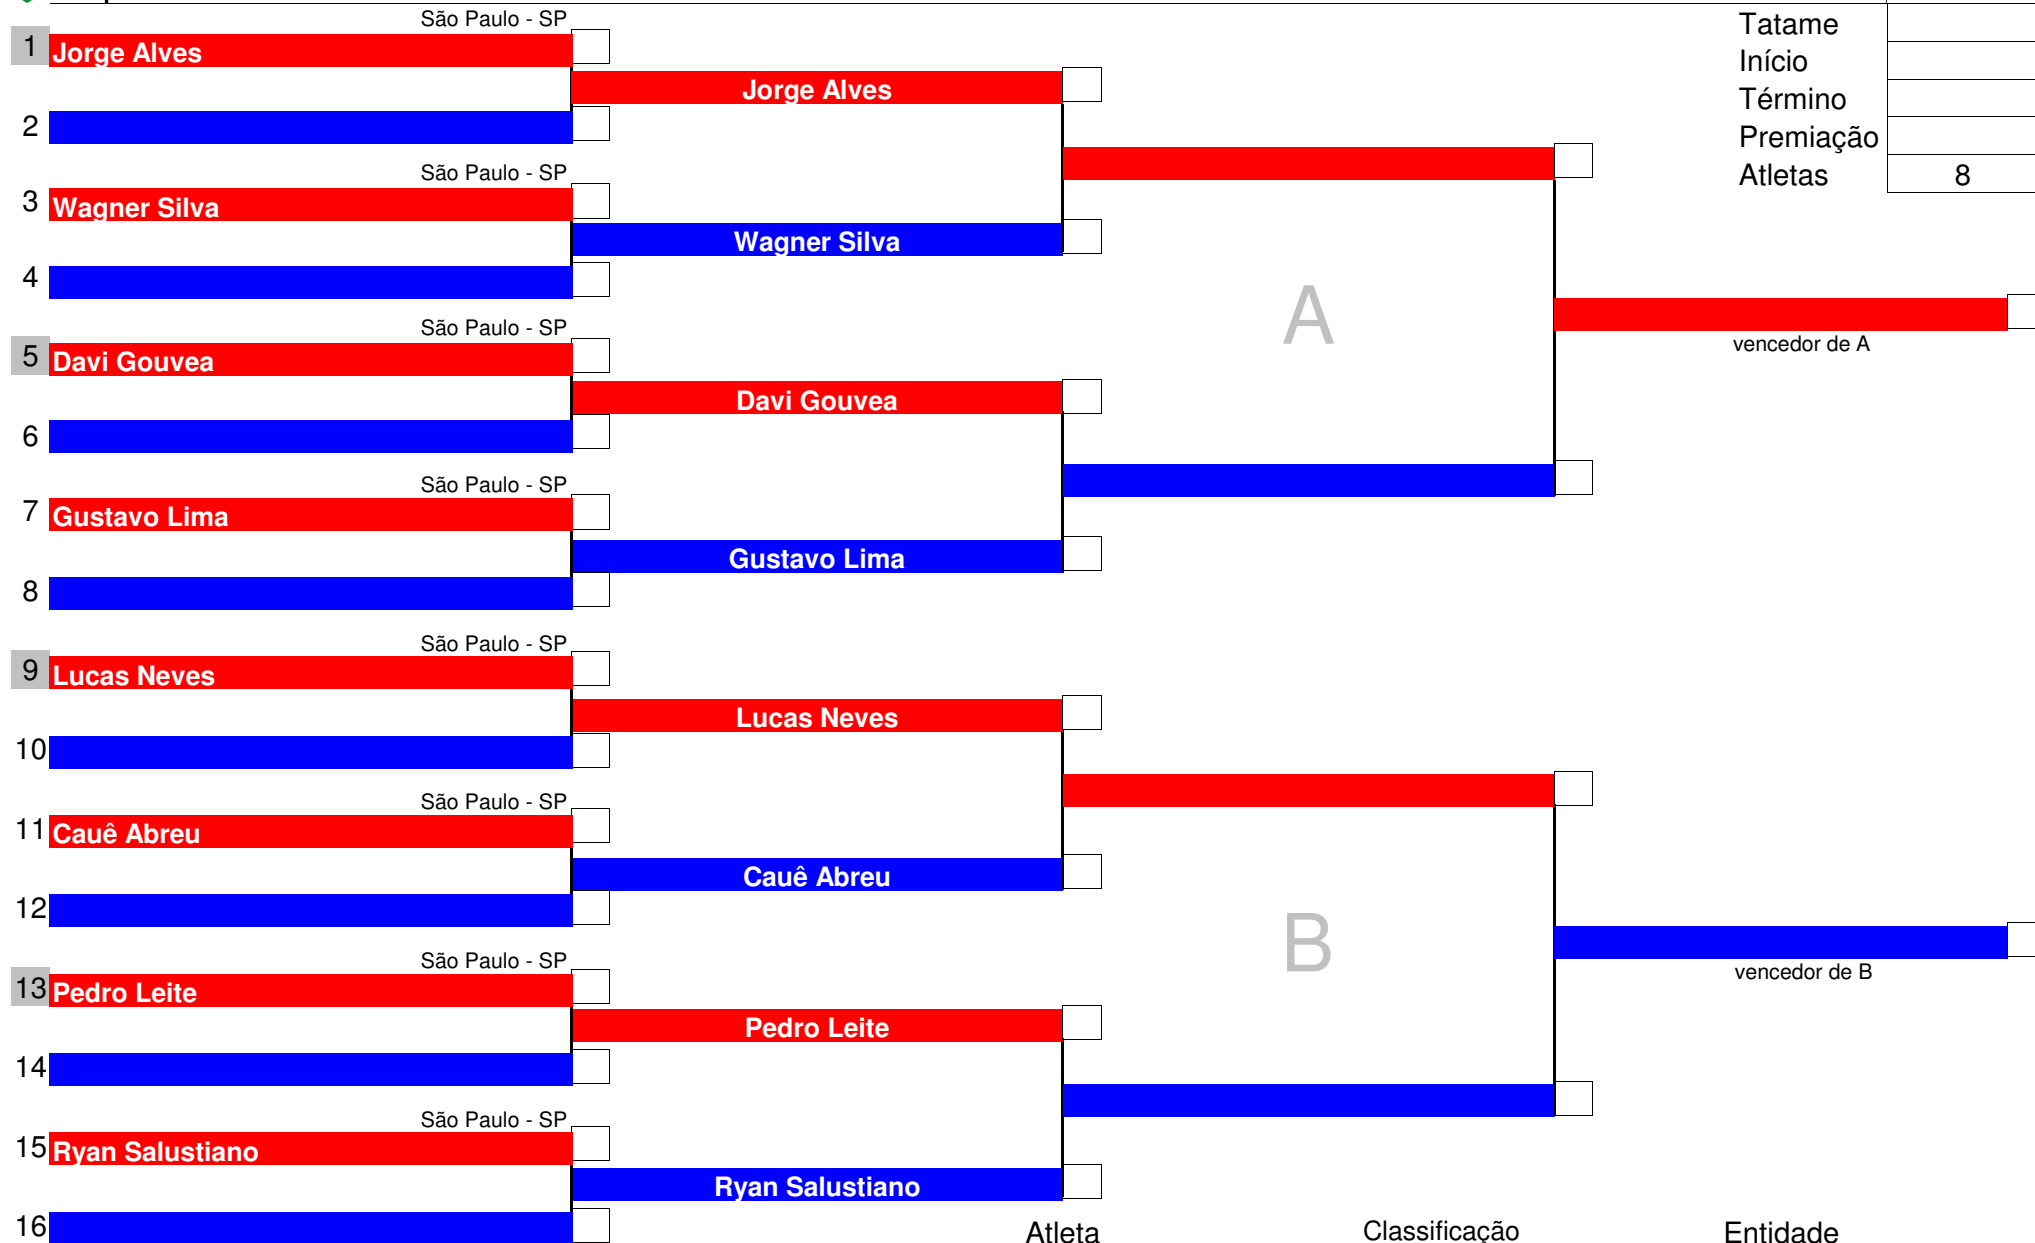 São Paulo - SP
1 Jorge Alves
Jorge Alves
2
São Paulo - SP
3 Wagner Silva
Wagner Silva
4
São Paulo - SP
5 Davi Gouvea
Davi Gouvea
6
São Paulo - SP
7 Gustavo Lima
Gustavo Lima
8
São Paulo - SP
9 Lucas Neves
Lucas Neves
10
São Paulo - SP
11 Cauê Abreu
Cauê Abreu
12
São Paulo - SP
13 Pedro Leite
Pedro Leite
14
São Paulo - SP
15 Ryan Salustiano
Ryan Salustiano
16
A
B
vencedor de A
vencedor de B
Tatame
Início
Término
Premiação
Atletas 8
Atleta Classificação Entidade